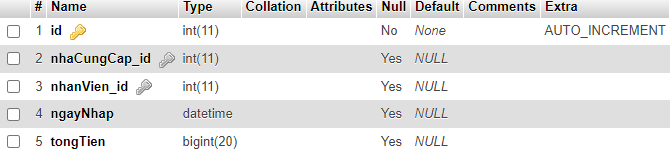 # Name Type Collation Attributes Null Default Comments Extra
1 id int(11) No None AUTO_INCREMENT
2 nhaCungCap_id int(11) Yes NULL
3 nhanVien_id int(11) Yes NULL
4 ngayNhap datetime Yes NULL
5 tongTien bigint(20) Yes NULL